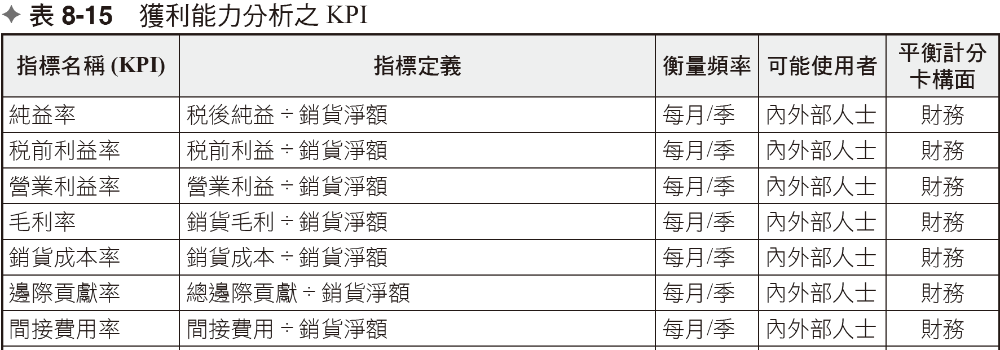 ✦ 表 8-15 獲利能力分析之 KPI
指標名稱 (KPI) 指標定義 衡量頻率 可能使用者 平衡計分卡構面
純益率 稅後純益 ÷ 銷貨淨額 每月/季 內外部人士 財務
稅前利益率 稅前利益 ÷ 銷貨淨額 每月/季 內外部人士 財務
營業利益率 營業利益 ÷ 銷貨淨額 每月/季 內外部人士 財務
毛利率 銷貨毛利 ÷ 銷貨淨額 每月/季 內外部人士 財務
銷貨成本率 銷貨成本 ÷ 銷貨淨額 每月/季 內外部人士 財務
邊際貢獻率 總邊際貢獻 ÷ 銷貨淨額 每月/季 內外部人士 財務
間接費用率 間接費用 ÷ 銷貨淨額 每月/季 內外部人士 財務